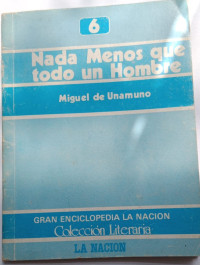 6
Nada Menos que
todo un Hombre
Miguel de Unamuno
GRAN ENCICLOPEDIA LA NACION
Colección Literaria
LA NACION